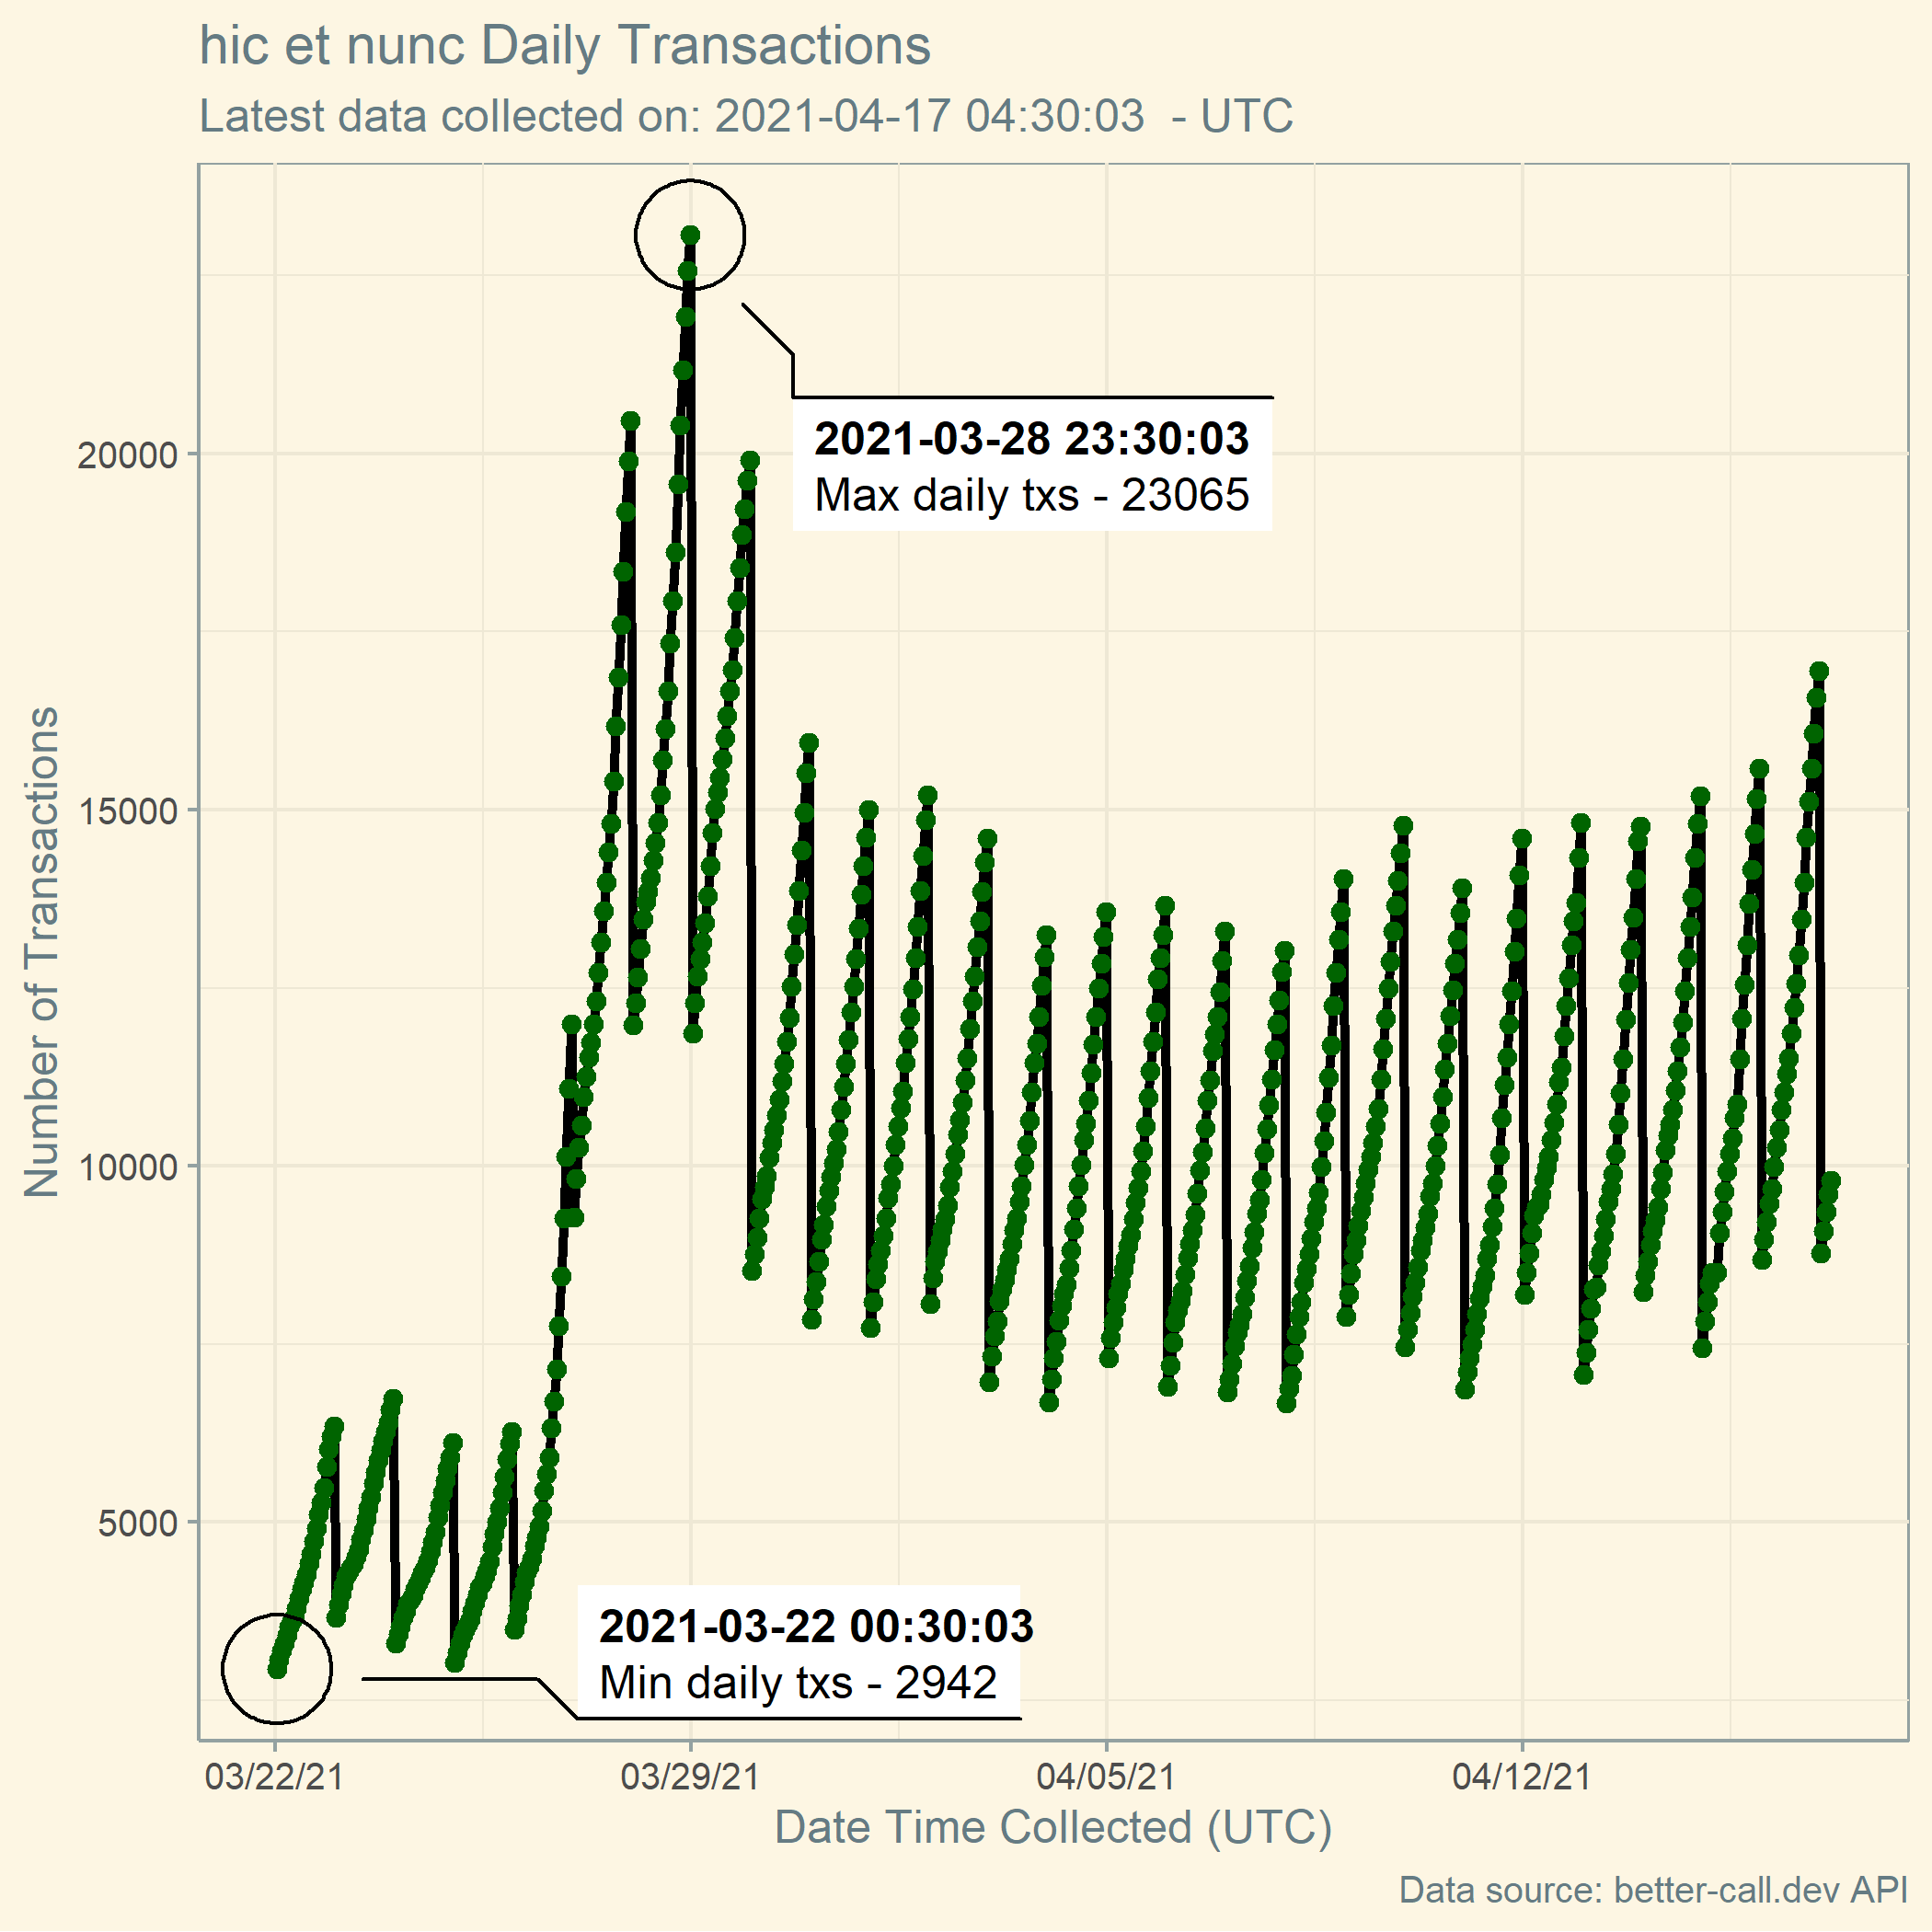 hic et nunc Daily Transactions
Latest data collected on: 2021-04-17 04:30:03  - UTC
2021-03-28 23:30:03
Max daily txs - 23065
20000
15000
10000
5000
Number of Transactions
2021-03-22 00:30:03
Min daily txs - 2942
03/22/21
03/29/21
04/05/21
04/12/21
Date Time Collected (UTC)
Data source: better-call.dev API